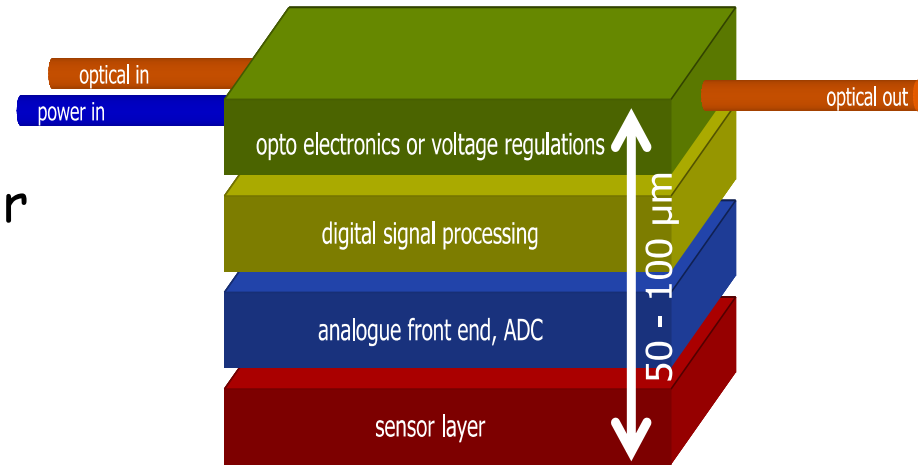 optical in
power in
optical out
opto electronics or voltage regulations
r
digital signal processing
50 - 100 µm
analogue front end, ADC
sensor layer